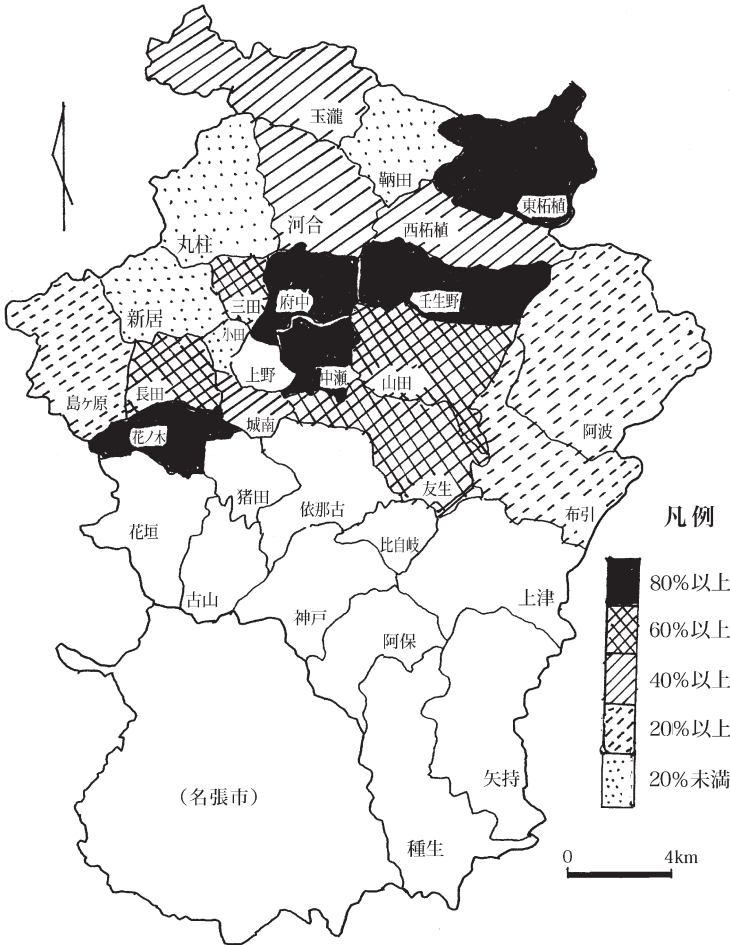 玉瀧
鞆田
東柘植
丸柱
河合
西柘植
三田
府中
壬生野
新居
小田
上野
中瀬
山田
島ヶ原
長田
花ノ木
城南
阿波
友生
猪田
依那古
布引
花垣
比自岐
古山
神戸
上津
阿保
(名張市)
矢持
種生
凡例
80%以上
60%以上
40%以上
20%以上
20%未満
0 4km